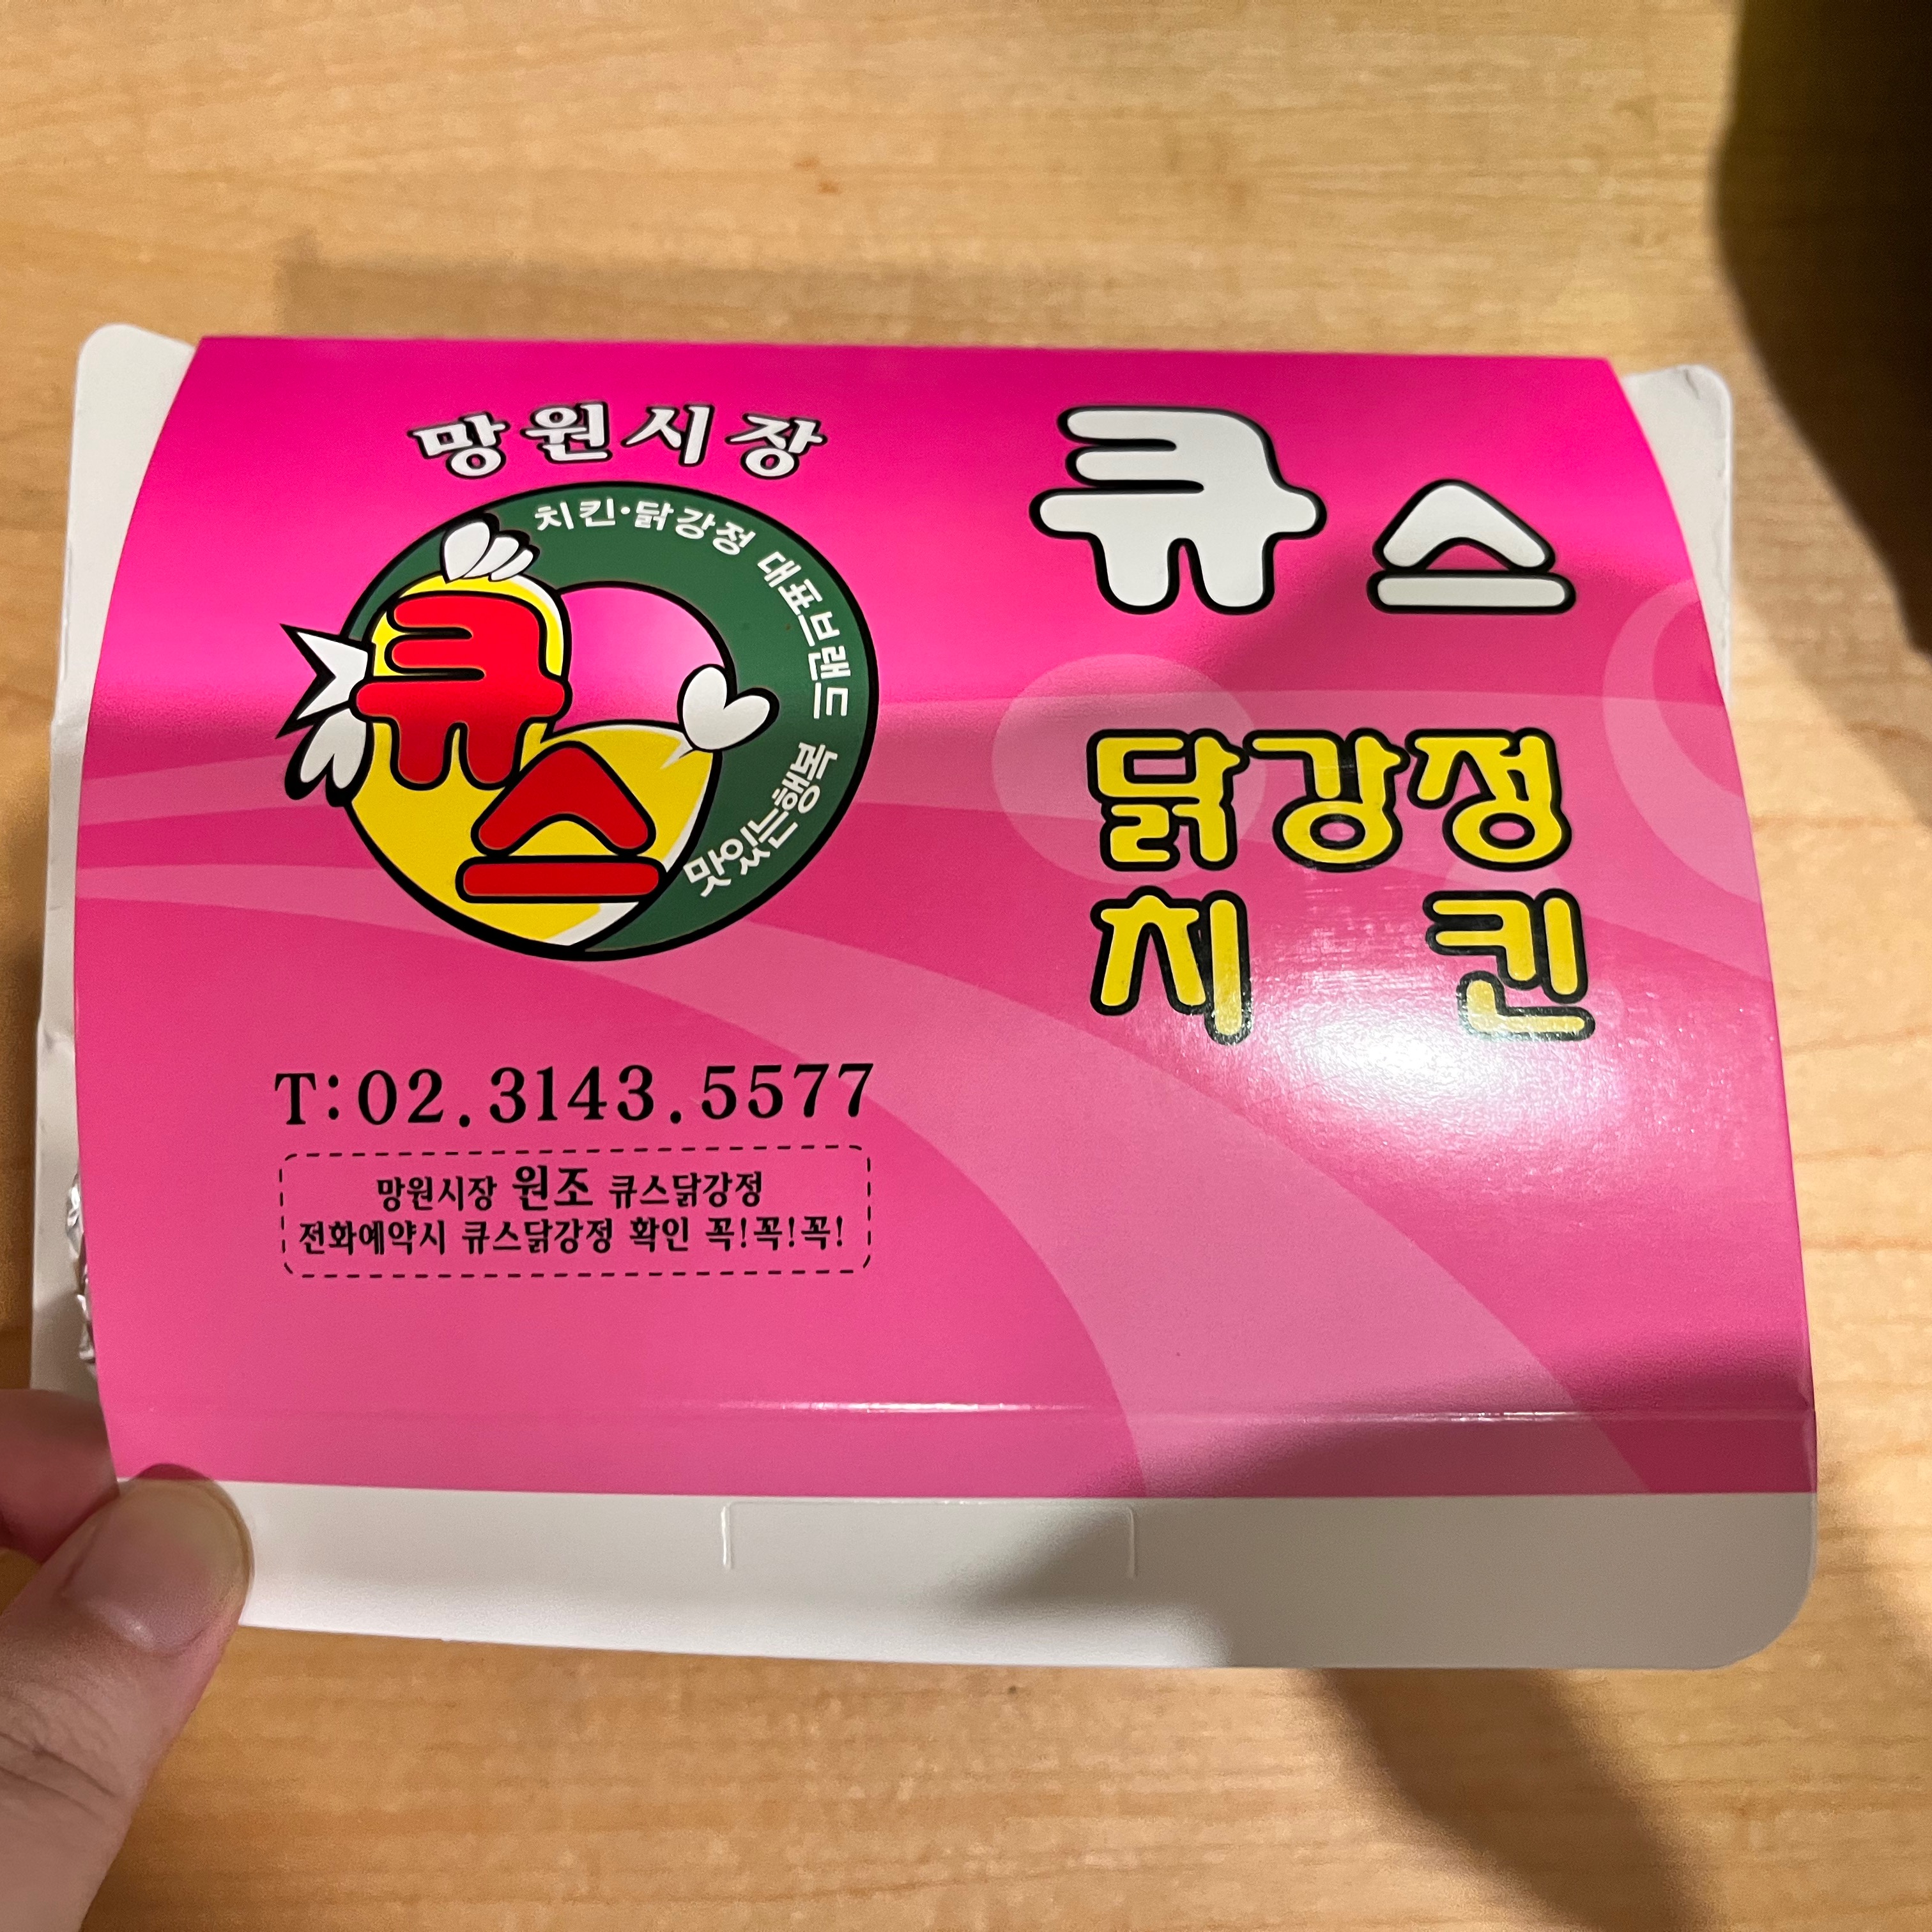 망원시장
치킨·닭강정 대표브랜드
맛있는행복
큐스
T:02.3143.5577
망원시장 원조 큐스닭강정
전화예약시 큐스닭강정 확인 꼭!꼭!꼭!
큐스
닭강정
치킨